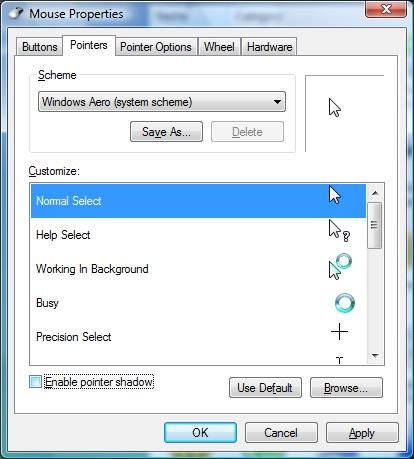 Mouse Properties
Buttons Pointers Pointer Options Wheel Hardware
Scheme
Windows Aero (system scheme)
Save As... Delete
Customize:
Normal Select
Help Select
Working In Background
Busy
Precision Select
Enable pointer shadow
Use Default Browse...
OK Cancel Apply